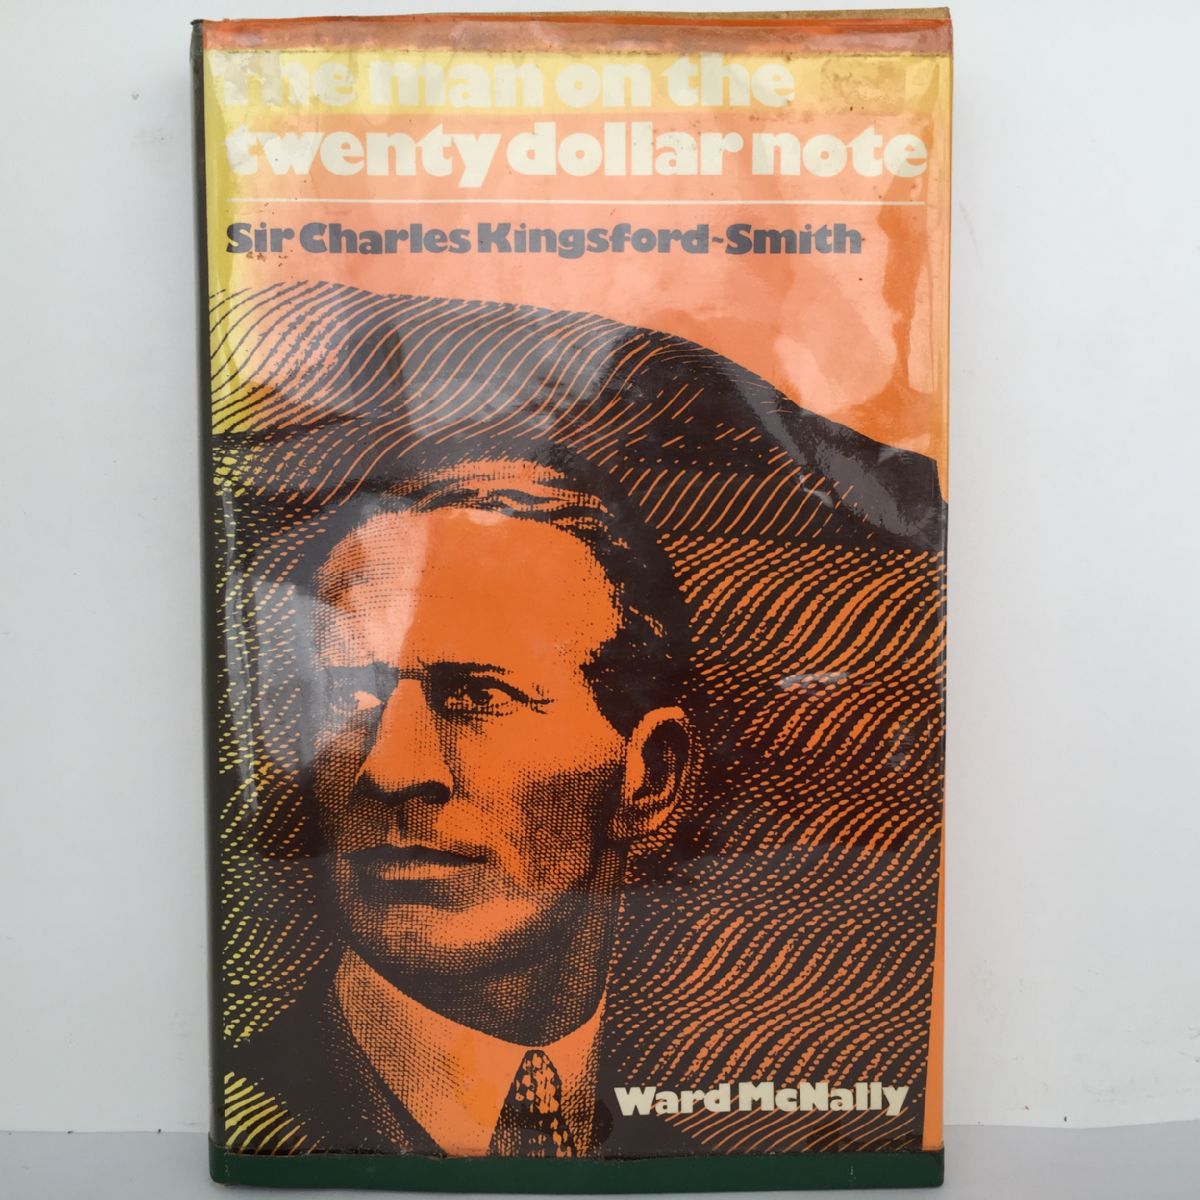 The man on the
twenty dollar note
Sir Charles Kingsford-Smith
Ward McNally